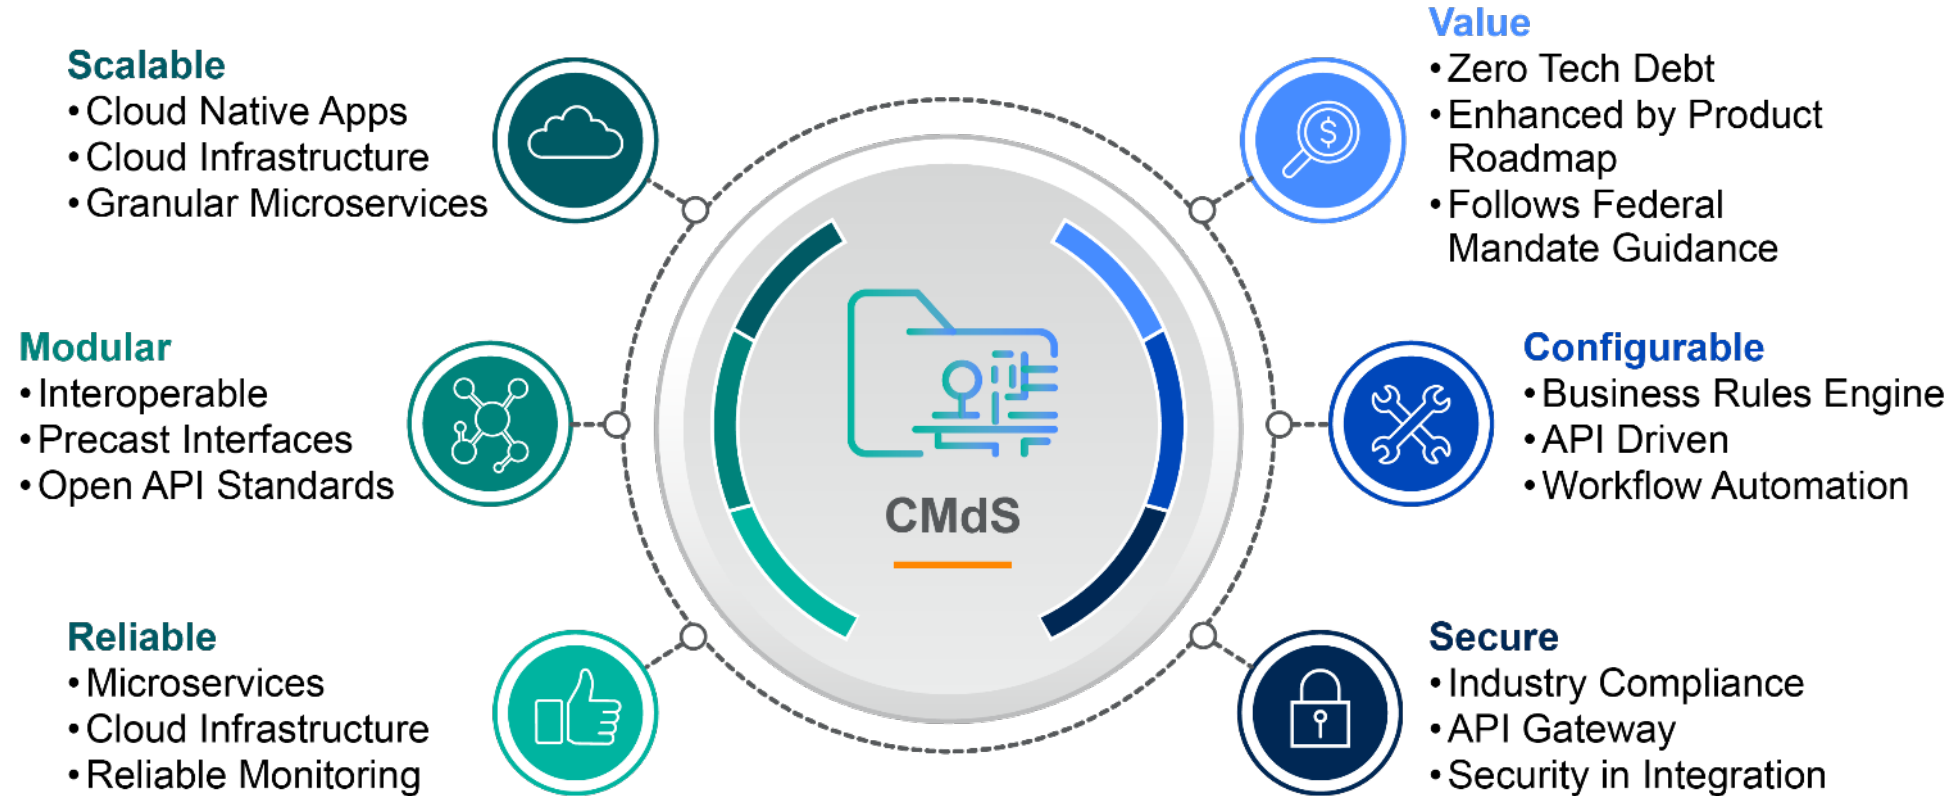 Scalable
•Cloud Native Apps
•Cloud Infrastructure
•Granular Microservices
Modular
•Interoperable
•Precast Interfaces
•Open API Standards
Reliable
•Microservices
•Cloud Infrastructure
•Reliable Monitoring
CMdS
Value
•Zero Tech Debt
•Enhanced by Product
Roadmap
•Follows Federal
Mandate Guidance
Configurable
•Business Rules Engine
•API Driven
•Workflow Automation
Secure
•Industry Compliance
•API Gateway
•Security in Integration
$